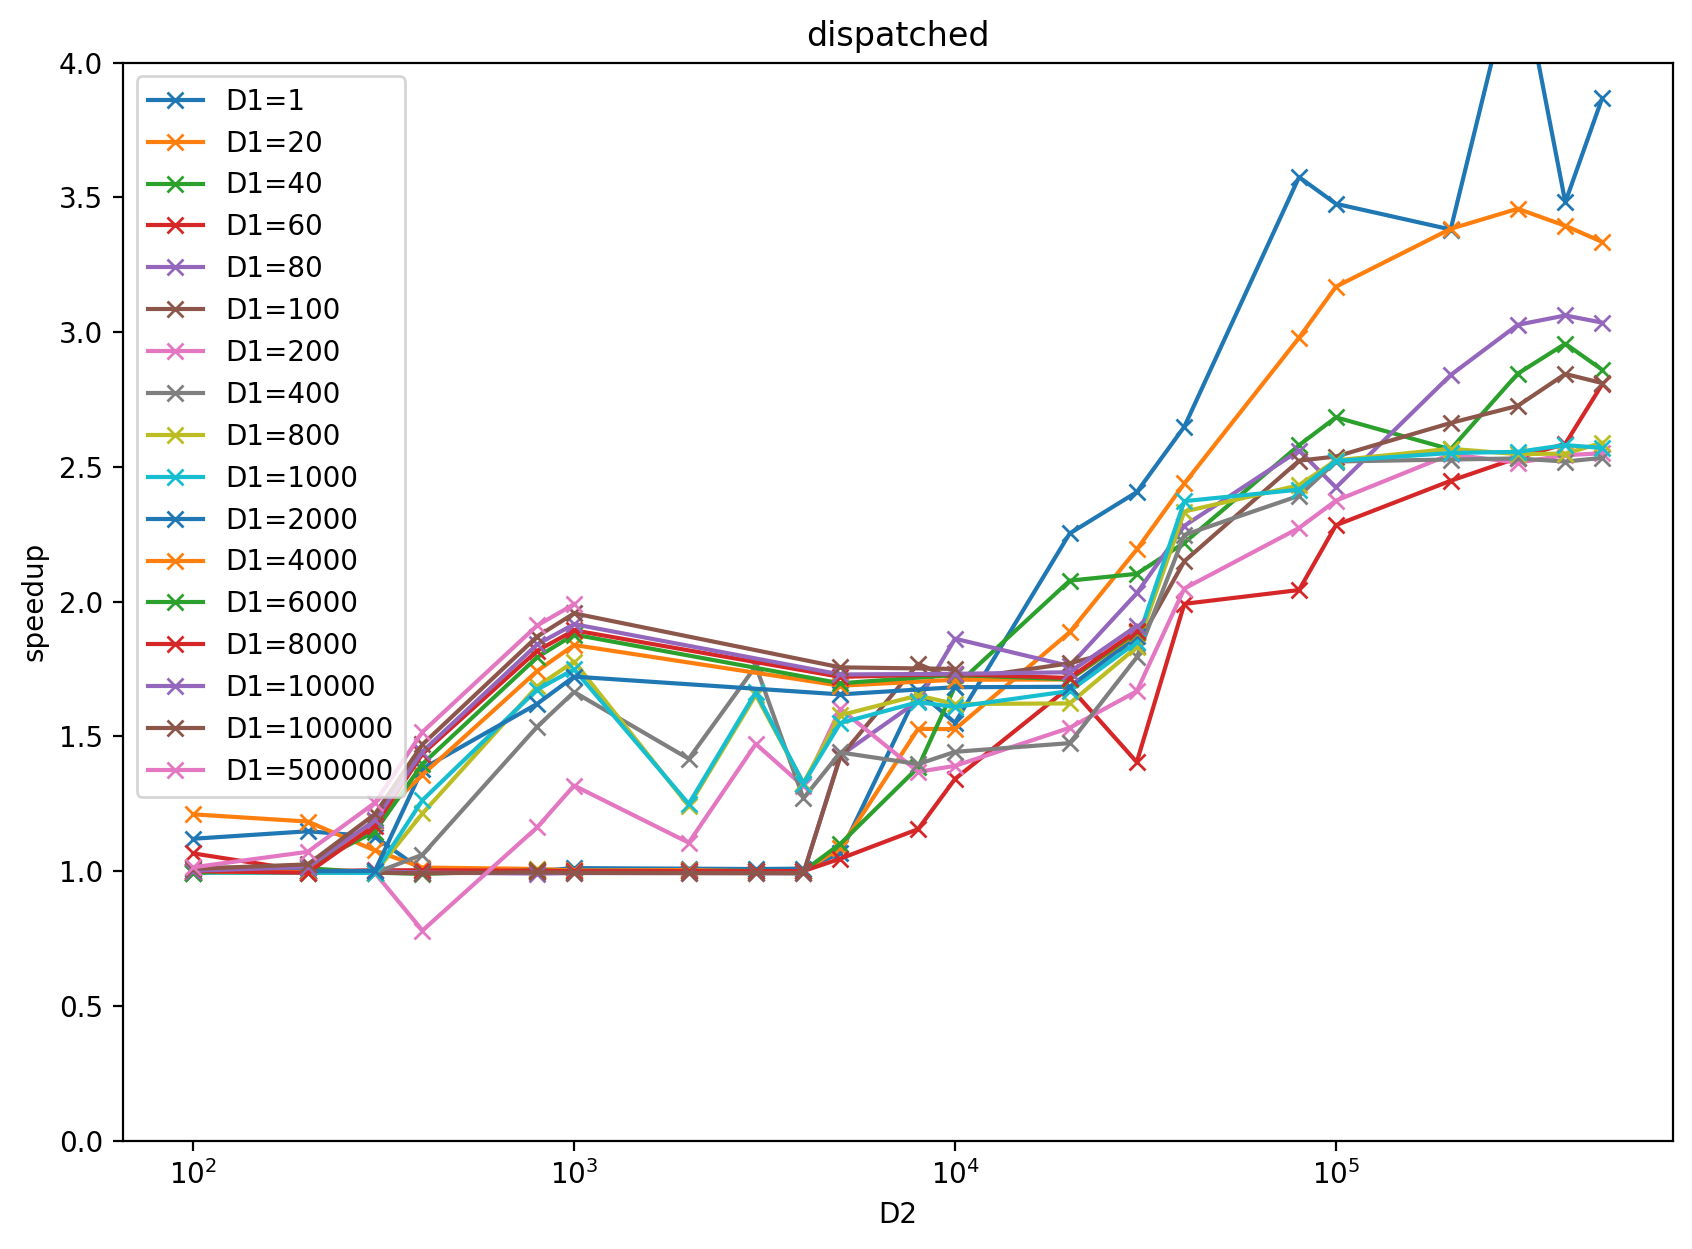 dispatched
4.0
3.5
3.0
2.5
2.0
1.5
1.0
0.5
0.0
speedup
D1=1
D1=20
D1=40
D1=60
D1=80
D1=100
D1=200
D1=400
D1=800
D1=1000
D1=2000
D1=4000
D1=6000
D1=8000
D1=10000
D1=100000
D1=500000
10² 10³ 10⁴ 10⁵
D2